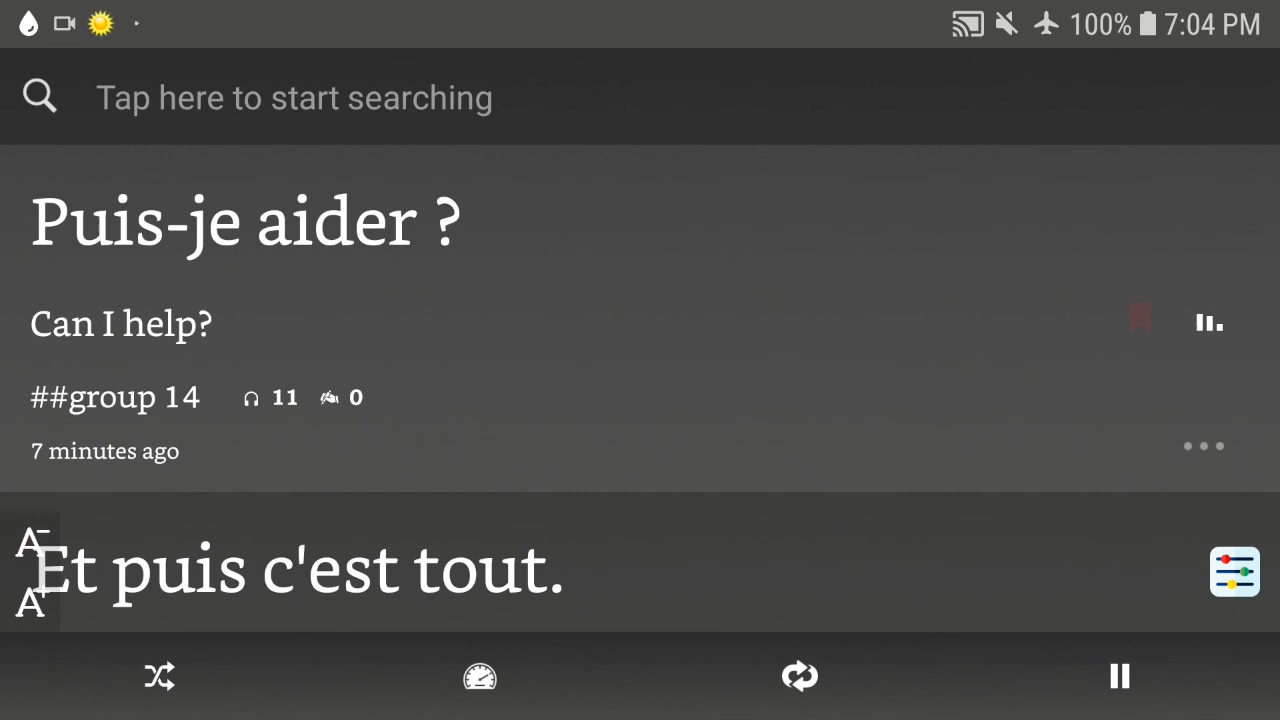 100% 7:04 PM
Tap here to start searching
Puis-je aider ?
Can I help?
##group 14 11 0
7 minutes ago
A-
Et puis c'est tout.
A+